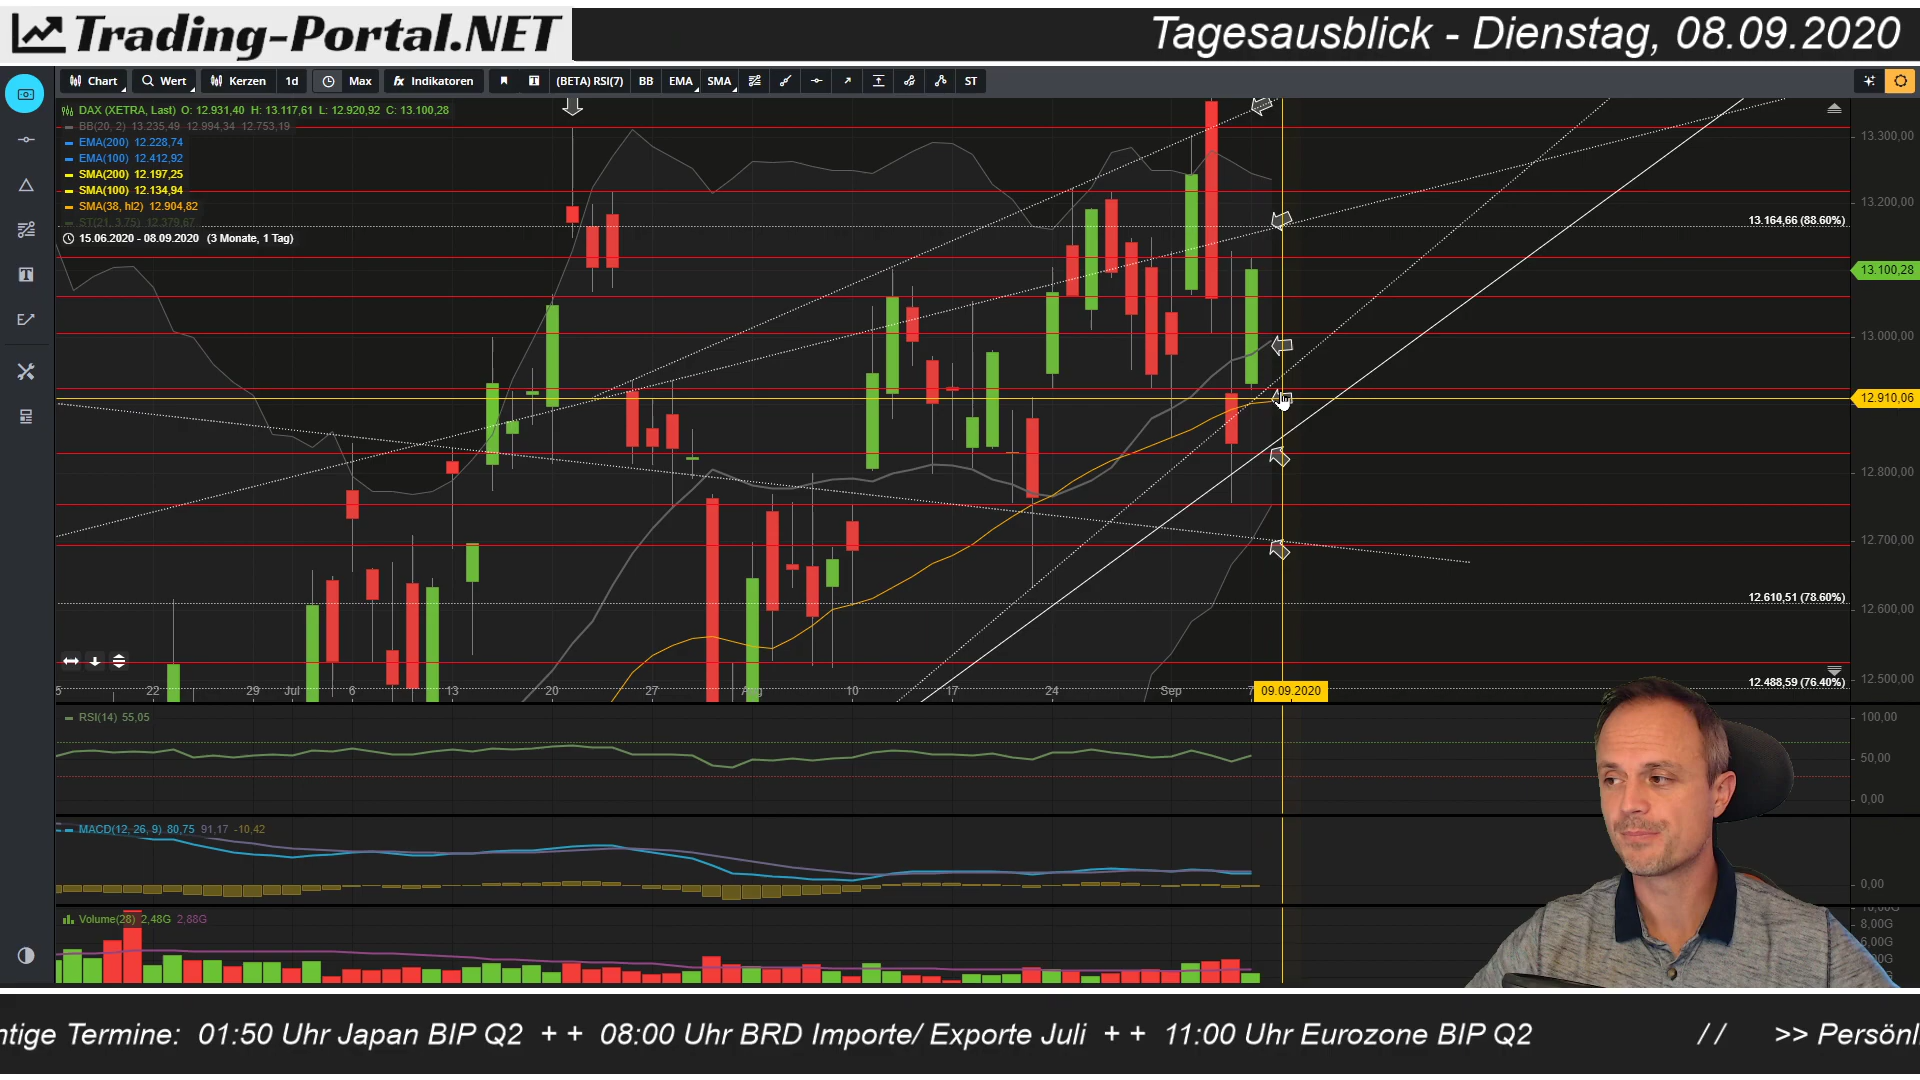 Trading-Portal.NET
Tagesausblick - Dienstag, 08.09.2020
Chart Wert Kerzen 1d Max fx Indikatoren T (BETA) RSI(7) BB EMA SMA ST
DAX (XETRA, Last) O: 12.931,40 H: 13.117,61 L: 12.920,92 C: 13.100,28
BB(20, 2) 13.235,49 12.994,34 12.753,19
EMA(200) 12.228,74
EMA(100) 12.412,92
SMA(200) 12.197,25
SMA(100) 12.134,94
SMA(38, hl2) 12.904,82
ST(21, 3.75) 12.379,67
15.06.2020 - 08.09.2020 (3 Monate, 1 Tag)
13.300,00
13.200,00
13.164,66 (88.60%)
13.100,28
13.000,00
12.910,06
12.800,00
12.700,00
12.610,51 (78.60%)
12.600,00
12.500,00
12.488,59 (76.40%)
5 22 29 Jul 6 13 20 27 Aug 10 17 24 Sep 7 09.09.2020
RSI(14) 55,05
100,00
50,00
0,00
MACD(12, 26, 9) 80,75 91,17 -10,42
0,00
Volume(28) 2,48G 2,88G
8,00G
6,00G
ntige Termine: 01:50 Uhr Japan BIP Q2 + + 08:00 Uhr BRD Importe/ Exporte Juli + + 11:00 Uhr Eurozone BIP Q2 // >> Persönl